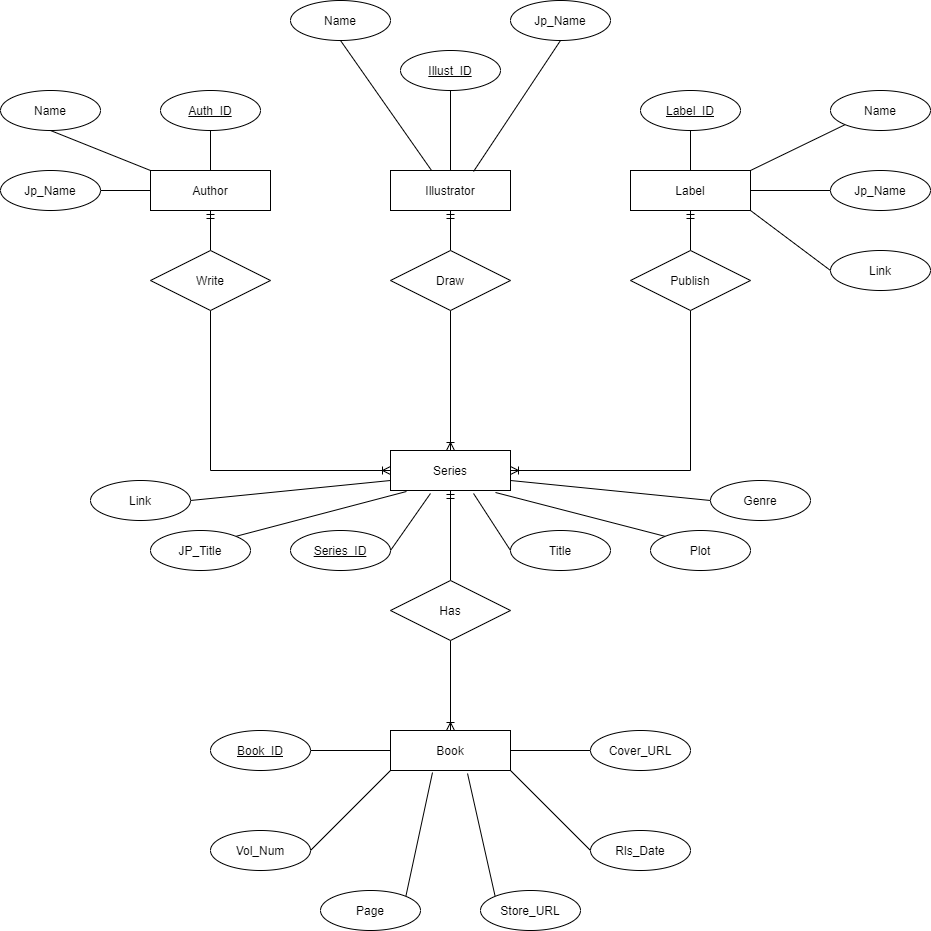 Name
Jp_Name
Illust_ID
Name
Auth_ID
Label_ID
Name
Jp_Name
Author
Illustrator
Label
Jp_Name
Write
Draw
Publish
Link
Series
Link
Genre
JP_Title
Series_ID
Title
Plot
Has
Book_ID
Book
Cover_URL
Vol_Num
Rls_Date
Page
Store_URL